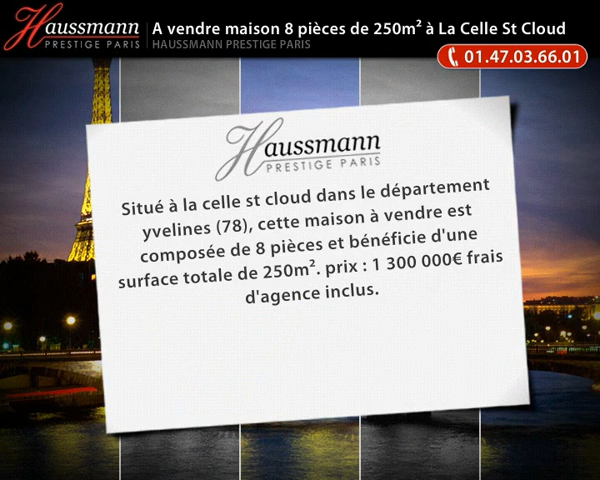 Haussmann
PRESTIGE PARIS
A vendre maison 8 pièces de 250m² à La Celle St Cloud
HAUSSMANN PRESTIGE PARIS
01.47.03.66.01
Haussmann
PRESTIGE PARIS
Situé à la celle st cloud dans le département
yvelines (78), cette maison à vendre est
composée de 8 pièces et bénéficie d'une
surface totale de 250m². prix : 1 300 000€ frais
d'agence inclus.